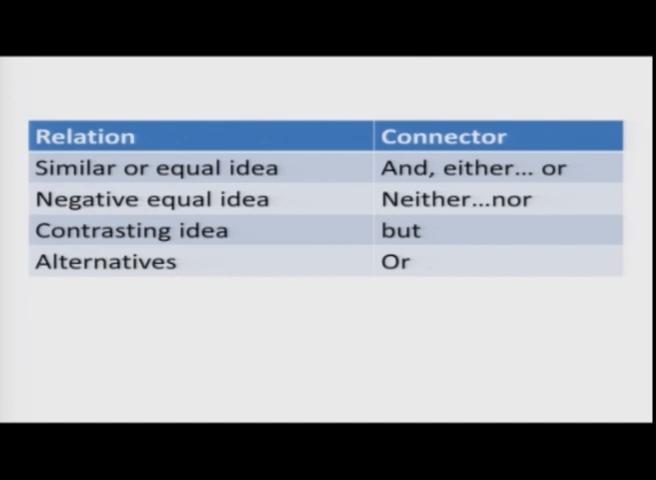 Relation Connector
Similar or equal idea And, either... or
Negative equal idea Neither...nor
Contrasting idea but
Alternatives Or